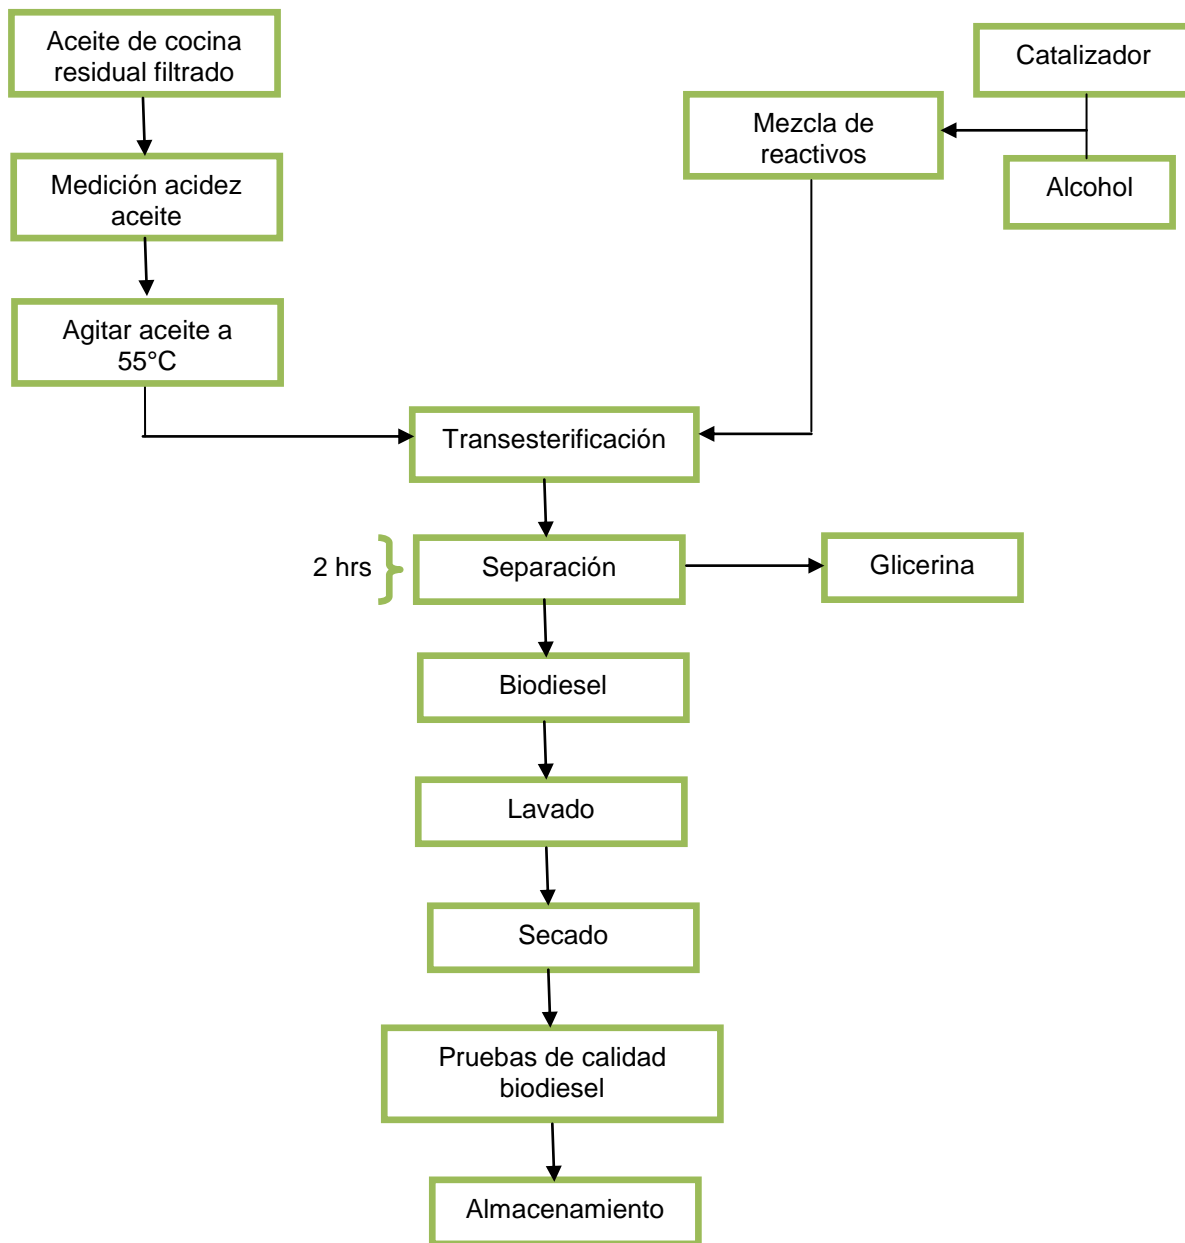 Aceite de cocina
residual filtrado
Catalizador
Mezcla de
reactivos
Alcohol
Medición acidez
aceite
Agitar aceite a
55°C
Transesterificación
2 hrs
Separación
Glicerina
Biodiesel
Lavado
Secado
Pruebas de calidad
biodiesel
Almacenamiento